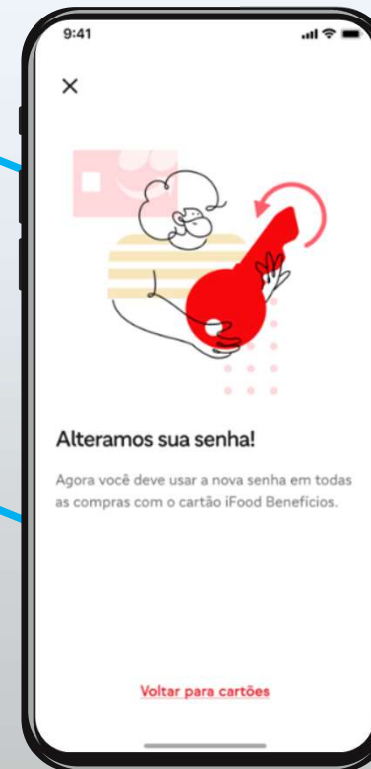 9:41
Alteramos sua senha!
Agora você deve usar a nova senha em todas
as compras com o cartão iFood Benefícios.
Voltar para cartões